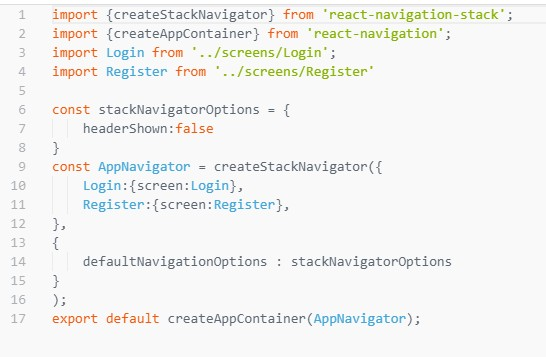 1 import {createStackNavigator} from 'react-navigation-stack';
2 import {createAppContainer} from 'react-navigation';
3 import Login from '../screens/Login';
4 import Register from '../screens/Register'
5
6 const stackNavigatorOptions = {
7     headerShown:false
8 }
9 const AppNavigator = createStackNavigator({
10     Login:{screen:Login},
11     Register:{screen:Register},
12 },
13 {
14     defaultNavigationOptions : stackNavigatorOptions
15 }
16 );
17 export default createAppContainer(AppNavigator);